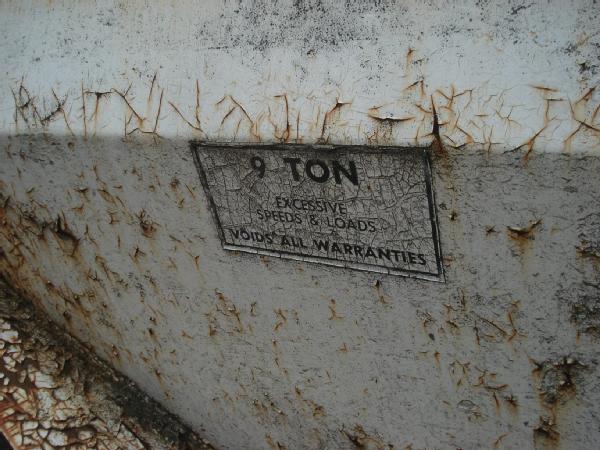 9 TON
EXCESSIVE
SPEEDS & LOADS
VOIDS ALL WARRANTIES